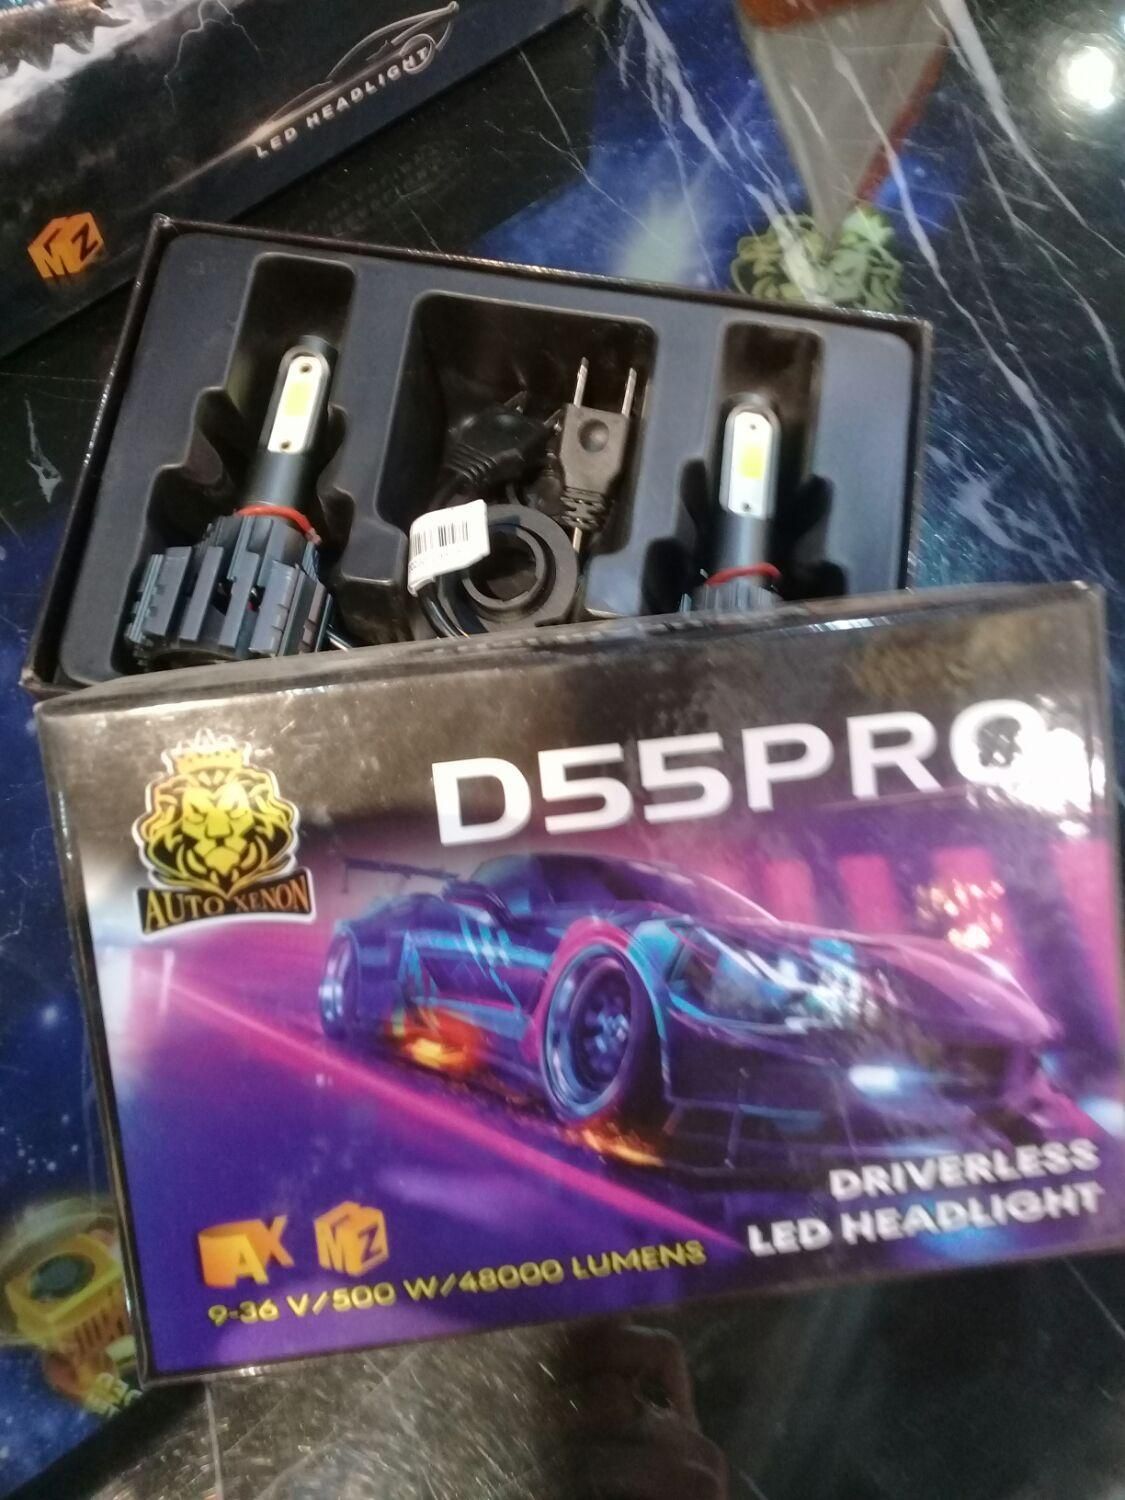 LED HEADLIGHT
MZ
D55PRO
AUTO XENON
DRIVERLESS
LED HEADLIGHT
AX MZ
9-36 V/500 W/48000 LUMENS